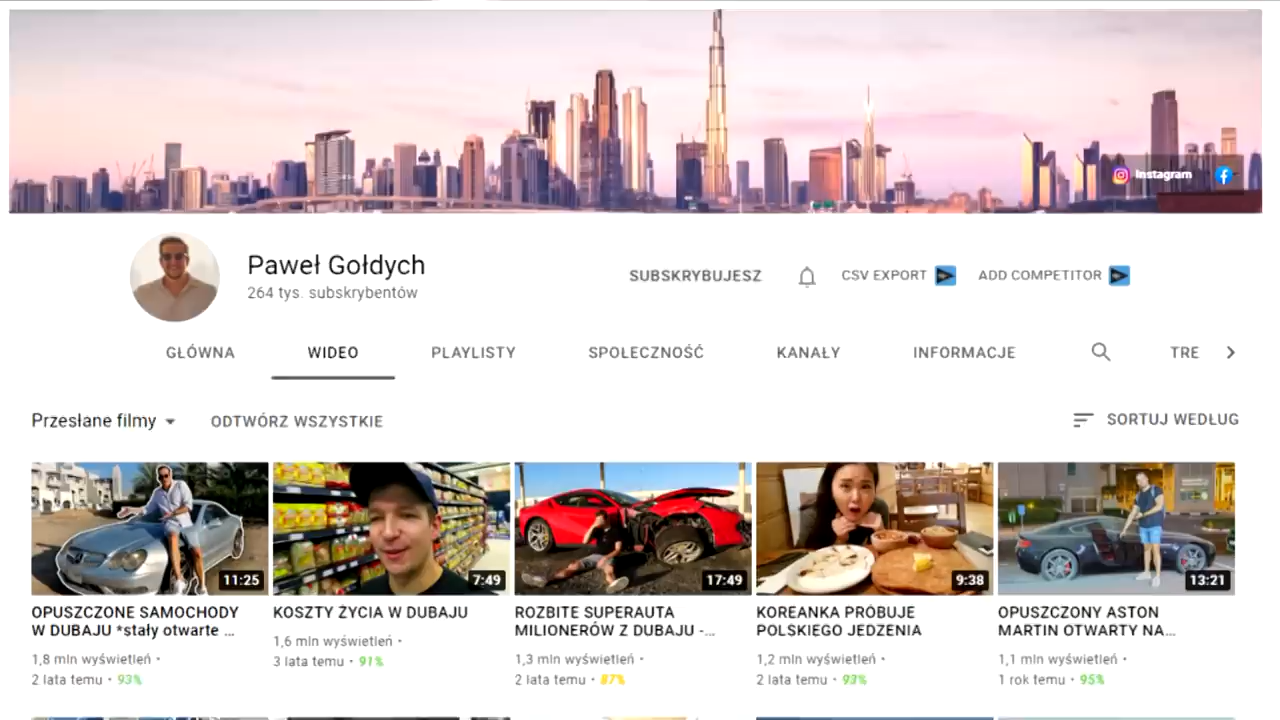 Instagram
Paweł Gołdych
264 tys. subskrybentów
SUBSKRYBUJESZ
CSV EXPORT
ADD COMPETITOR
GŁÓWNA
WIDEO
PLAYLISTY
SPOŁECZNOŚĆ
KANAŁY
INFORMACJE
TRE
Przesłane filmy
ODTWÓRZ WSZYSTKIE
SORTUJ WEDŁUG
11:25
OPUSZCZONE SAMOCHODY
W DUBAJU *stały otwarte ...
1,8 mln wyświetleń •
2 lata temu • 93%
7:49
KOSZTY ŻYCIA W DUBAJU
1,6 mln wyświetleń •
3 lata temu • 91%
17:49
ROZBITE SUPERAUTA
MILIONERÓW Z DUBAJU -...
1,3 mln wyświetleń •
2 lata temu • 87%
9:38
KOREANKA PRÓBUJE
POLSKIEGO JEDZENIA
1,2 mln wyświetleń •
2 lata temu • 93%
13:21
OPUSZCZONY ASTON
MARTIN OTWARTY NA...
1,1 mln wyświetleń •
1 rok temu • 95%